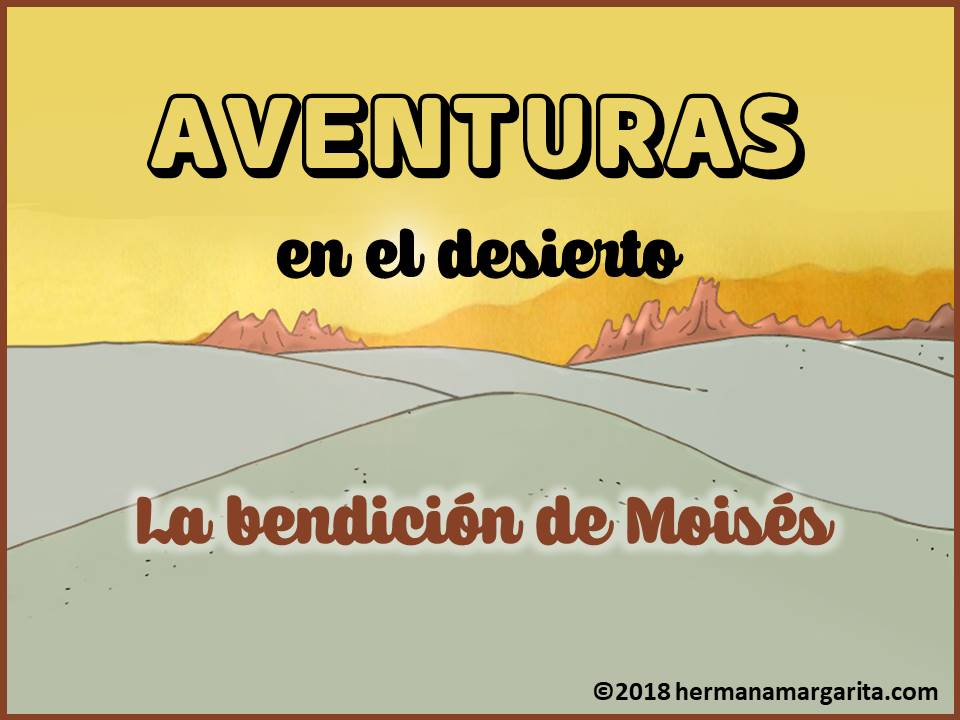 AVENTURAS
en el desierto
La bendición de Moisés
©2018 hermanamargarita.com